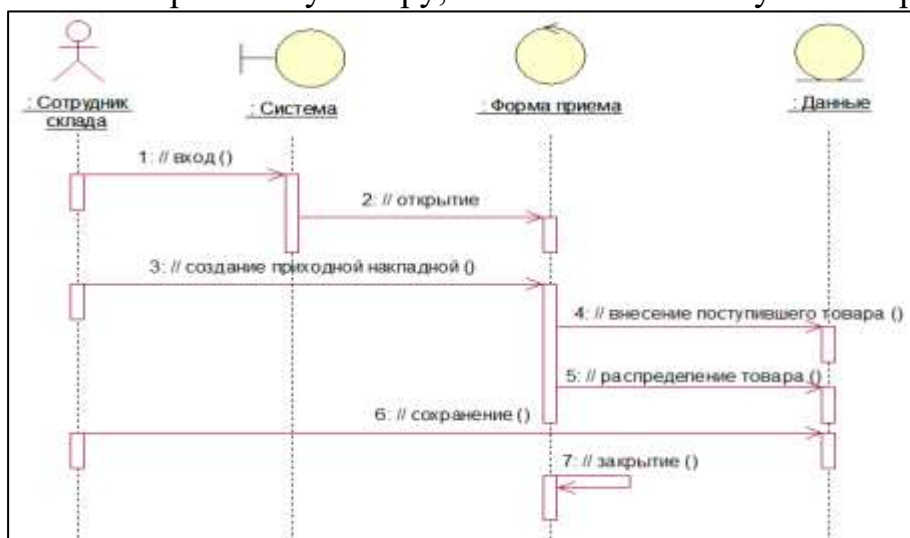 : Сотрудник
склада
: Система
: Форма приема
: Данные
1: // вход ()
2: // открытие
3: // создание приходной накладной ()
4: // внесение поступившего товара ()
5: // распределение товара ()
6: // сохранение ()
7: // закрытие ()